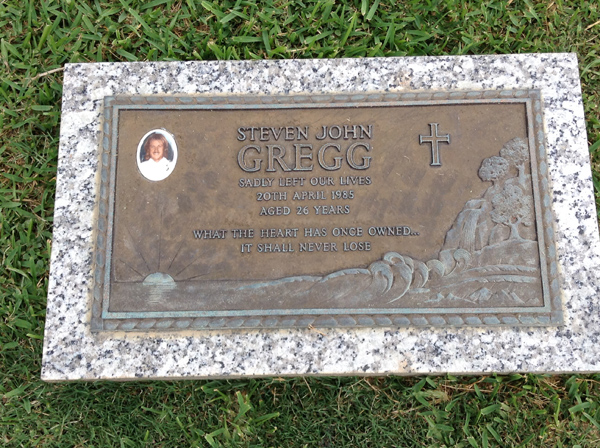 STEVEN JOHN
GREGG
SADLY LEFT OUR LIVES
20TH APRIL 1985
AGED 26 YEARS
WHAT THE HEART HAS ONCE OWNED...
IT SHALL NEVER LOSE